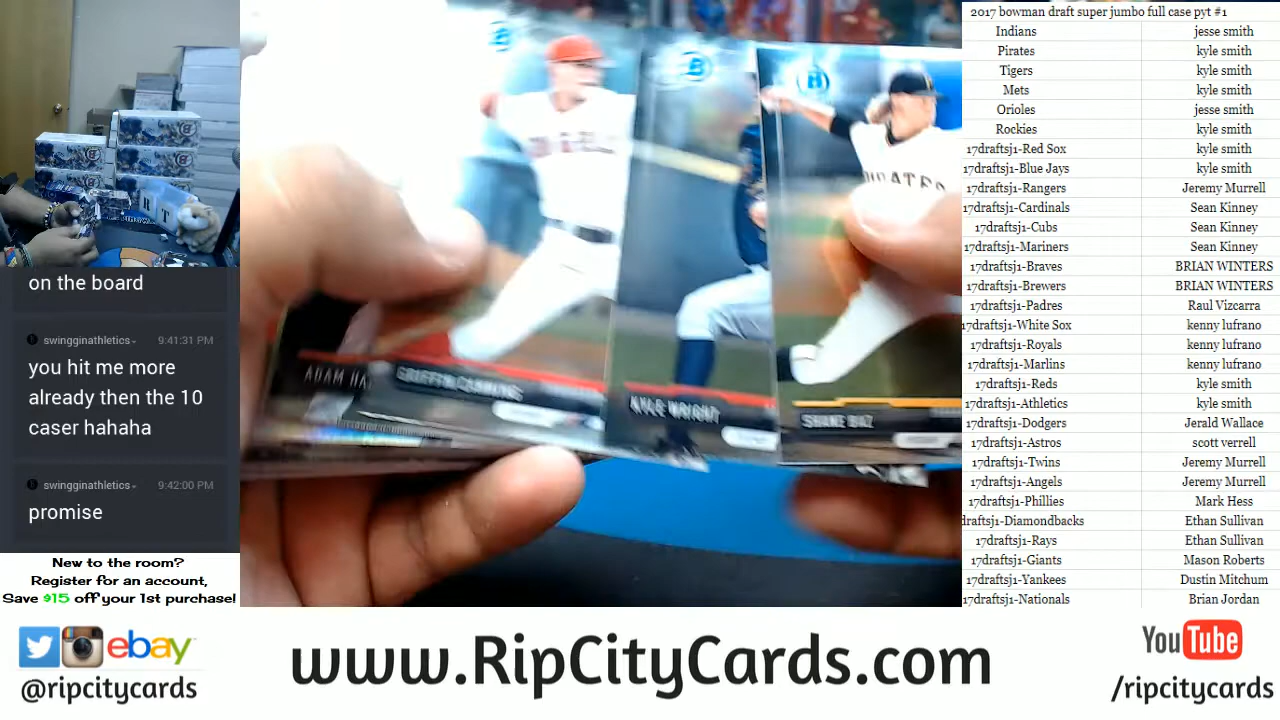 on the board
swingginathletics 9:41:31 PM
you hit me more
already then the 10
caser hahaha
swingginathletics 9:42:00 PM
promise
New to the room?
Register for an account,
Save $15 off your 1st purchase!
KYLE WRIGHT
SHANE BAZ
2017 bowman draft super jumbo full case pyt #1
Indians jesse smith
Pirates kyle smith
Tigers kyle smith
Mets kyle smith
Orioles jesse smith
Rockies kyle smith
17draftsj1-Red Sox kyle smith
17draftsj1-Blue Jays kyle smith
17draftsj1-Rangers Jeremy Murrell
17draftsj1-Cardinals Sean Kinney
17draftsj1-Cubs Sean Kinney
17draftsj1-Mariners Sean Kinney
17draftsj1-Braves BRIAN WINTERS
17draftsj1-Brewers BRIAN WINTERS
17draftsj1-Padres Raul Vizcarra
17draftsj1-White Sox kenny lufrano
17draftsj1-Royals kenny lufrano
17draftsj1-Marlins kenny lufrano
17draftsj1-Reds kyle smith
17draftsj1-Athletics kyle smith
17draftsj1-Dodgers Jerald Wallace
17draftsj1-Astros scott verrell
17draftsj1-Twins Jeremy Murrell
17draftsj1-Angels Jeremy Murrell
17draftsj1-Phillies Mark Hess
draftsj1-Diamondbacks Ethan Sullivan
17draftsj1-Rays Ethan Sullivan
17draftsj1-Giants Mason Roberts
17draftsj1-Yankees Dustin Mitchum
17draftsj1-Nationals Brian Jordan
ebay
@ripcitycards
www.RipCityCards.com
YouTube
/ripcitycards